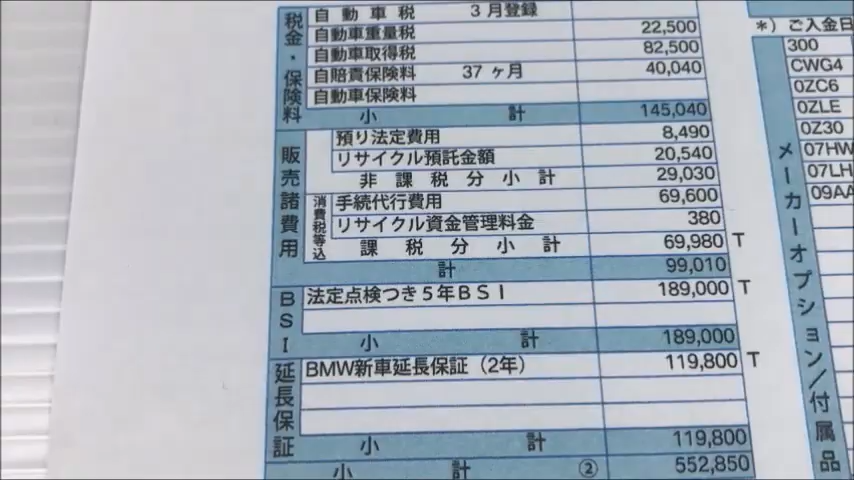 税金・保険料
自動車税 3月登録
自動車重量税 22,500
自動車取得税 82,500
自賠責保険料 37ヶ月 40,040
自動車保険料
小計 145,040
販売諸費用
預り法定費用 8,490
リサイクル預託金額 20,540
非課税分小計 29,030
消費税等込
手続代行費用 69,600
リサイクル資金管理料金 380
課税分小計 69,980 T
計 99,010
BSI
法定点検つき5年BSI 189,000 T
小計 189,000
延長保証
BMW新車延長保証(2年) 119,800 T
小計 119,800
小計 ② 552,850
*)ご入金日
メーカーオプション/付属品
300
CWG4
0ZC6
0ZLE
0Z30
07HW
07LH
09AA